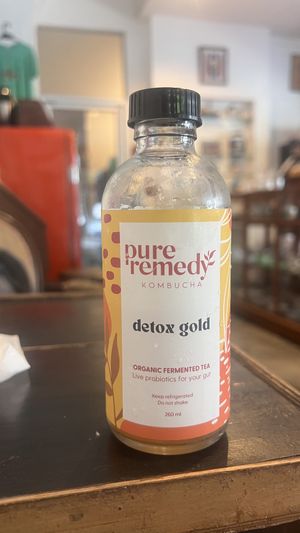 pure
remedy
KOMBUCHA
detox gold
ORGANIC FERMENTED TEA
Live probiotics for your gut
Keep refrigerated
Do not shake
260 ml